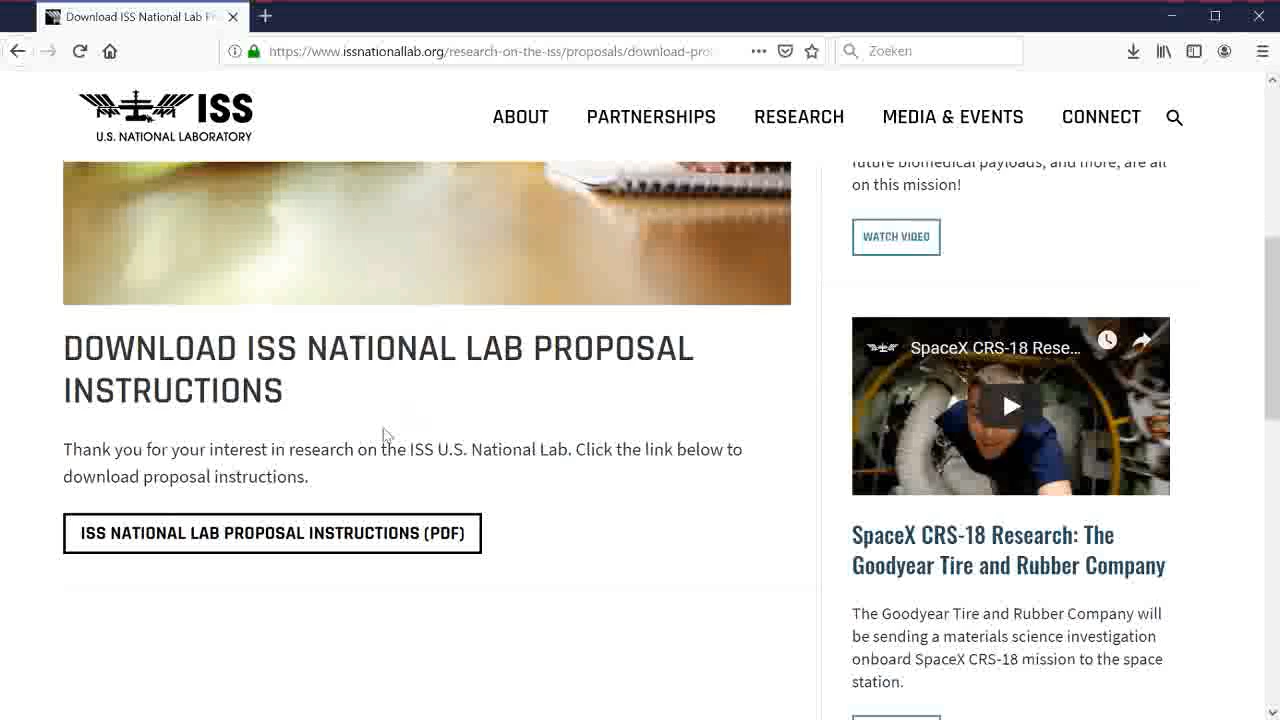 Download ISS National Lab Pr
https://www.issnationallab.org/research-on-the-iss/proposals/download-pro
Zoeken
ISS
U.S. NATIONAL LABORATORY
ABOUT
PARTNERSHIPS
RESEARCH
MEDIA & EVENTS
CONNECT
DOWNLOAD ISS NATIONAL LAB PROPOSAL
INSTRUCTIONS
Thank you for your interest in research on the ISS U.S. National Lab. Click the link below to
download proposal instructions.
ISS NATIONAL LAB PROPOSAL INSTRUCTIONS (PDF)
future biomedical payloads, and more, are all
on this mission!
WATCH VIDEO
SpaceX CRS-18 Rese...
SpaceX CRS-18 Research: The
Goodyear Tire and Rubber Company
The Goodyear Tire and Rubber Company will
be sending a materials science investigation
onboard SpaceX CRS-18 mission to the space
station.